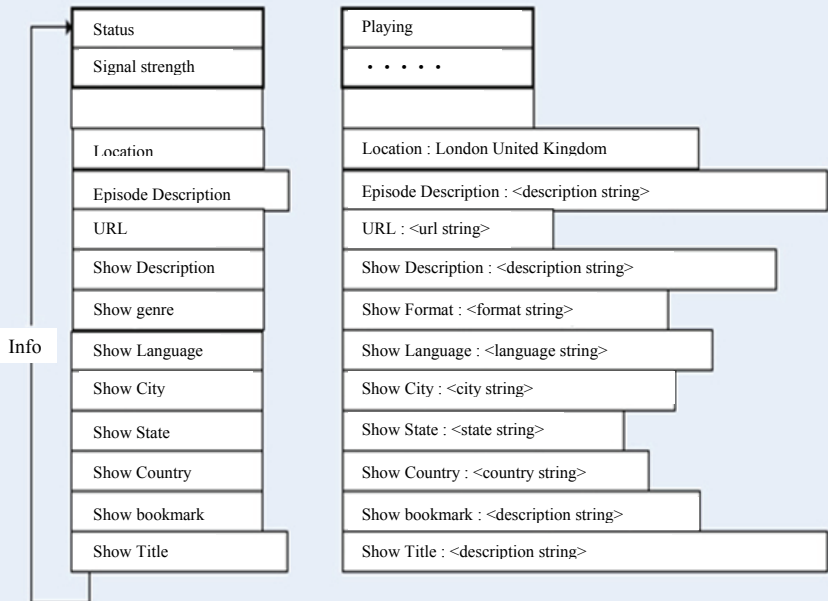 Status Playing
Signal strength • • • • •
Location Location : London United Kingdom
Episode Description Episode Description : <description string>
URL URL : <url string>
Show Description Show Description : <description string>
Show genre Show Format : <format string>
Info
Show Language Show Language : <language string>
Show City Show City : <city string>
Show State Show State : <state string>
Show Country Show Country : <country string>
Show bookmark Show bookmark : <description string>
Show Title Show Title : <description string>